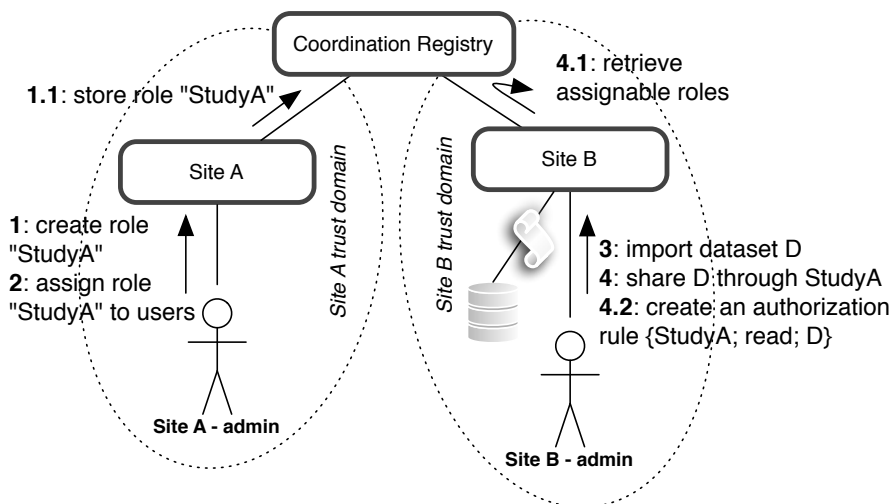 Coordination Registry
1.1: store role "StudyA"
4.1: retrieve
assignable roles
Site A
Site B
Site A trust domain
Site B trust domain
1: create role
"StudyA"
2: assign role
"StudyA" to users
3: import dataset D
4: share D through StudyA
4.2: create an authorization
rule {StudyA; read; D}
Site A - admin
Site B - admin